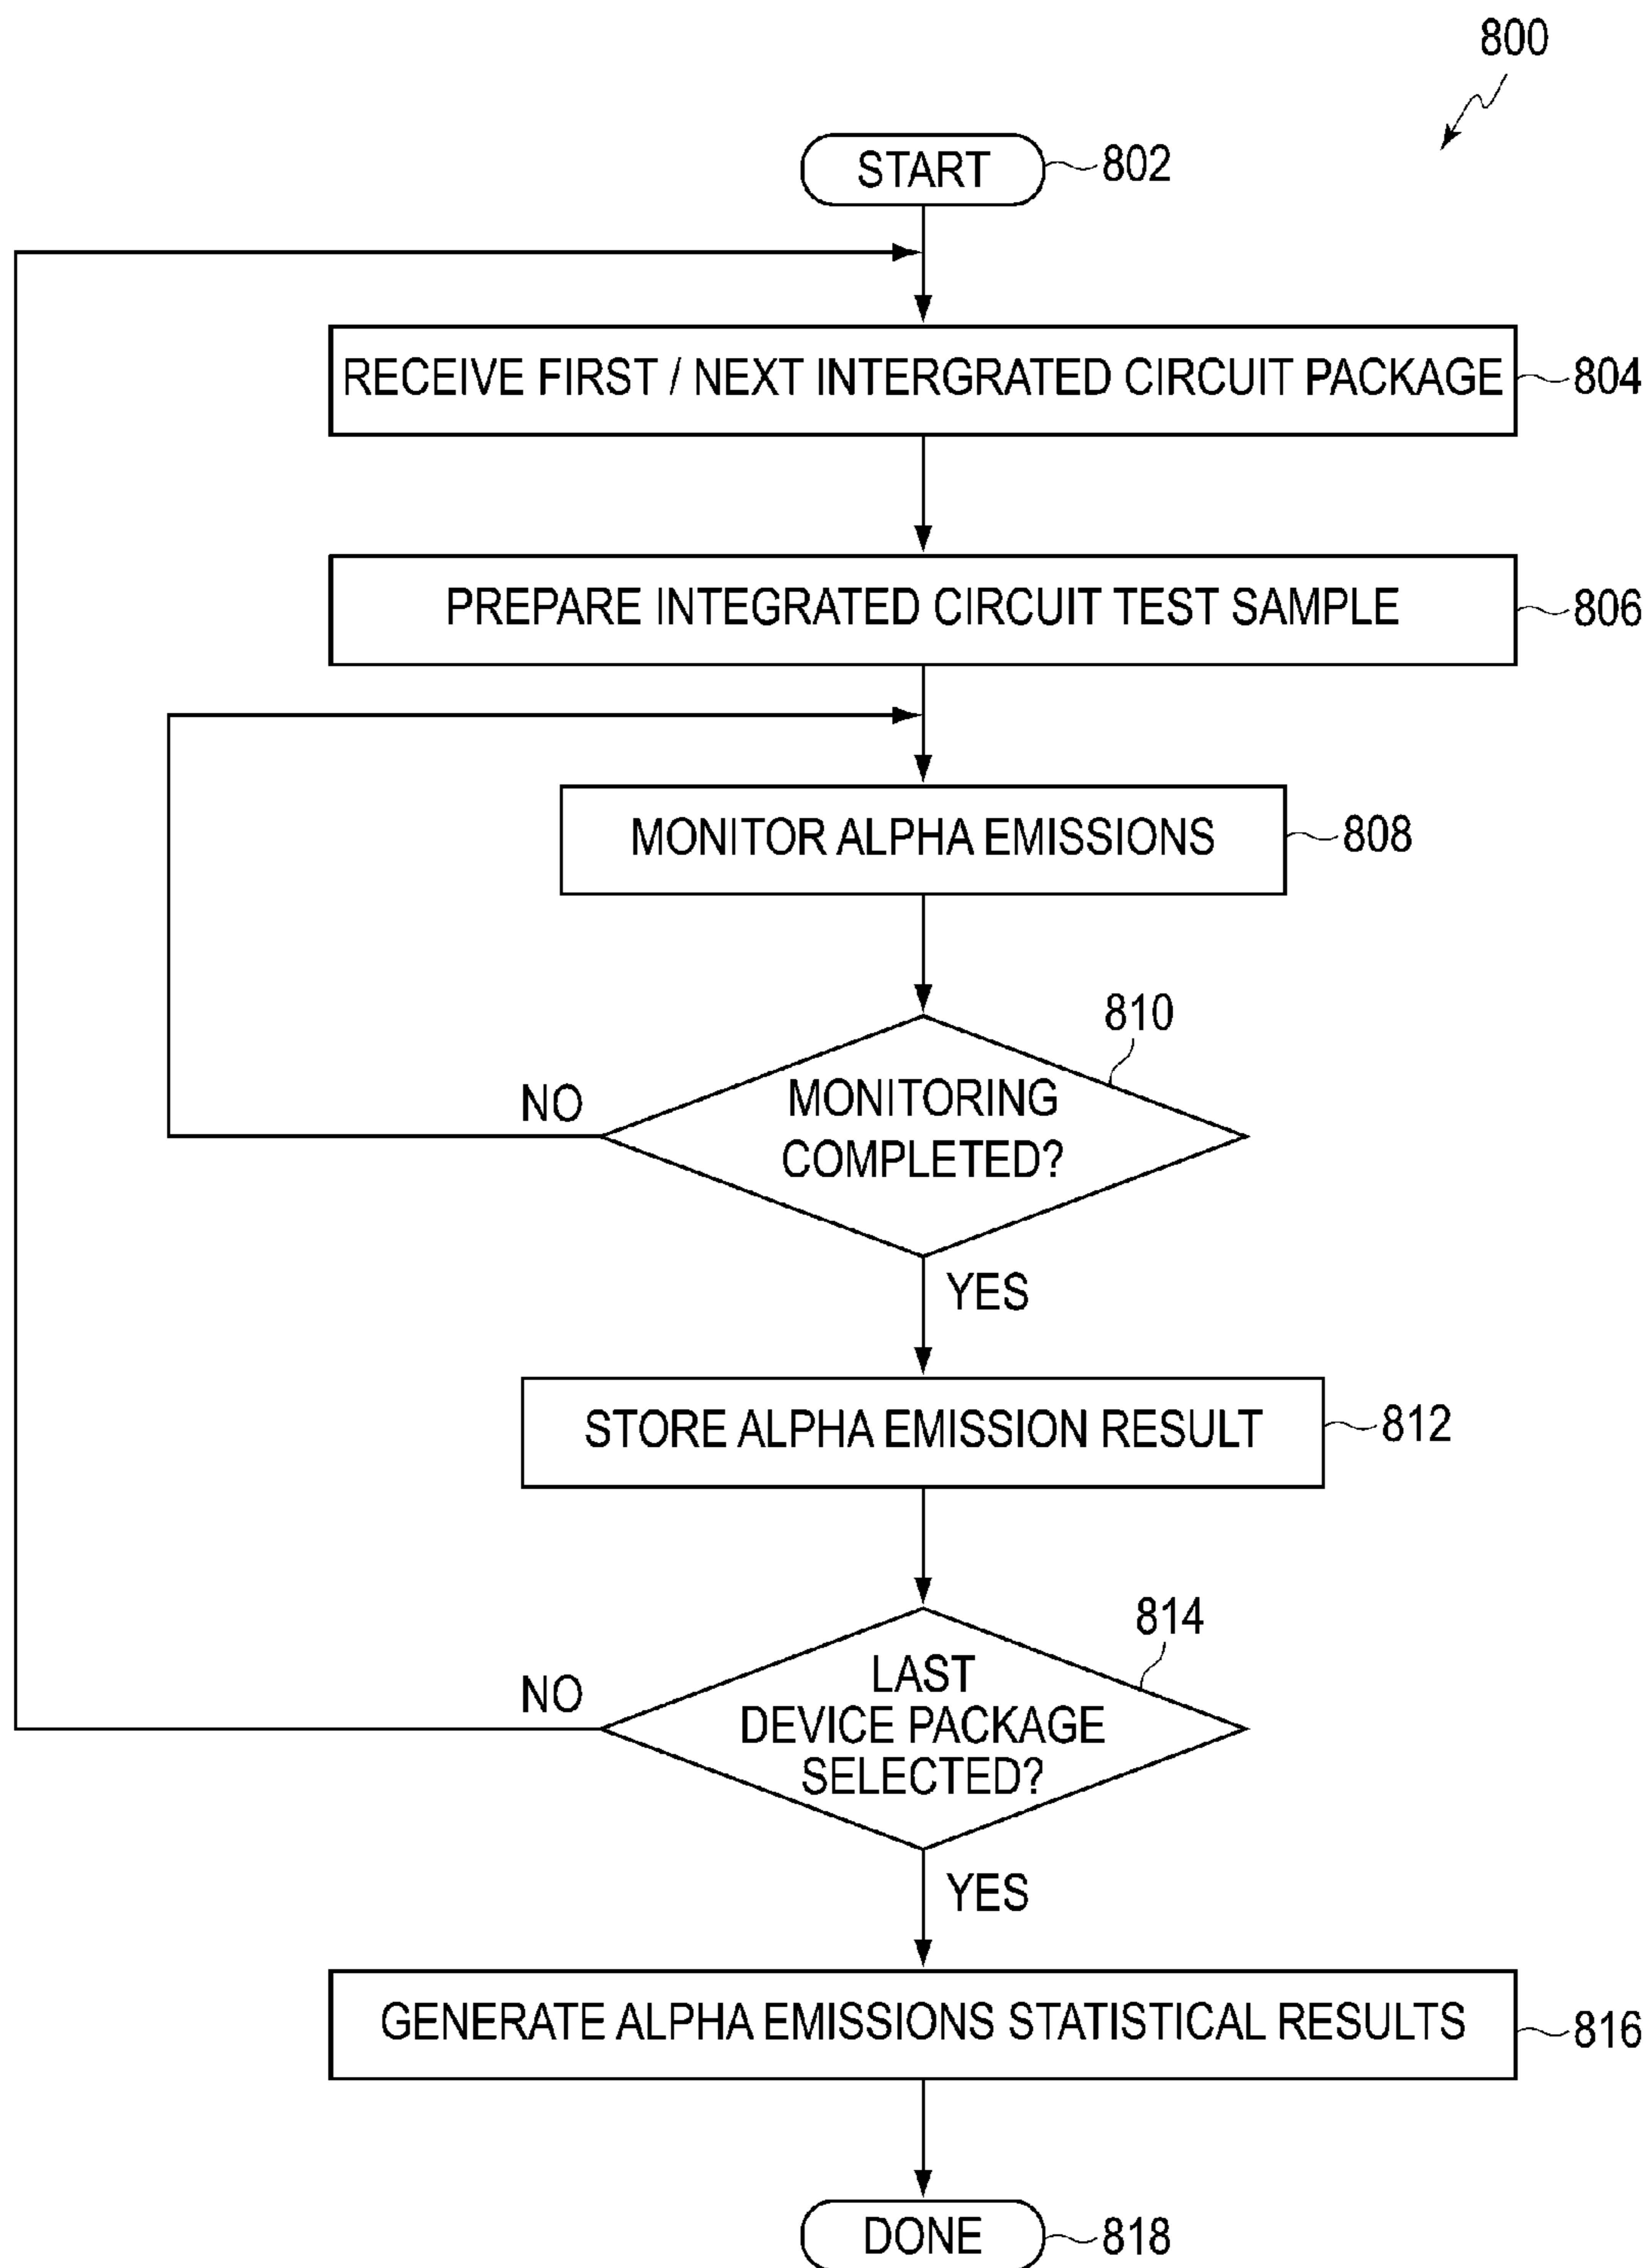 800
START
802
RECEIVE FIRST / NEXT INTERGRATED CIRCUIT PACKAGE
804
PREPARE INTEGRATED CIRCUIT TEST SAMPLE
806
MONITOR ALPHA EMISSIONS
808
810
NO
MONITORING
COMPLETED?
YES
STORE ALPHA EMISSION RESULT
812
814
NO
LAST
DEVICE PACKAGE
SELECTED?
YES
GENERATE ALPHA EMISSIONS STATISTICAL RESULTS
816
DONE
818